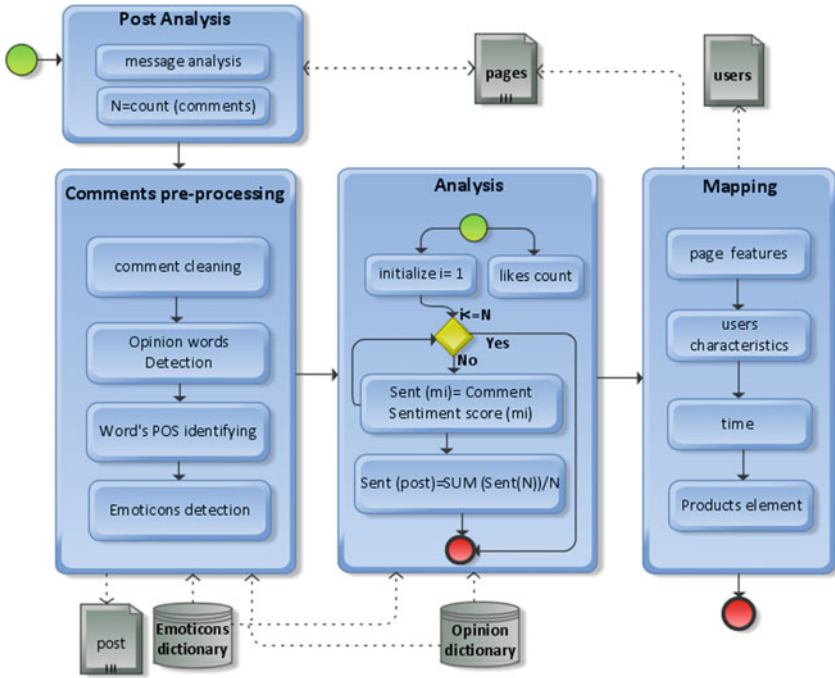 Post Analysis
message analysis
N=count (comments)
pages
users
Comments pre-processing
comment cleaning
Opinion words
Detection
Word's POS identifying
Emoticons detection
Analysis
initialize i= 1
likes count
i<=N
Yes
No
Sent (mi)= Comment
Sentiment score (mi)
Sent (post)=SUM (Sent(N))/N
Mapping
page features
users
characteristics
time
Products element
post
Emoticons
dictionary
Opinion
dictionary